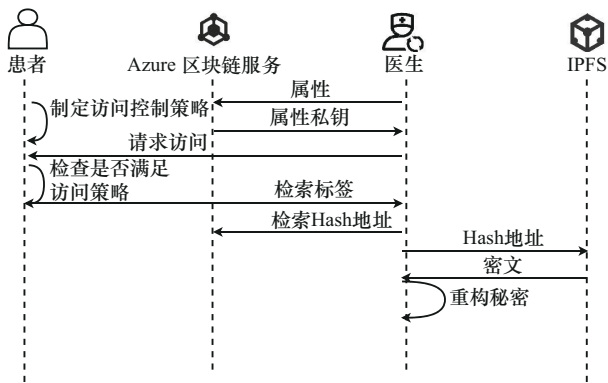 患者
Azure 区块链服务
医生
IPFS
属性
制定访问控制策略
属性私钥
请求访问
检查是否满足
访问策略
检索标签
检索Hash地址
Hash地址
密文
重构秘密